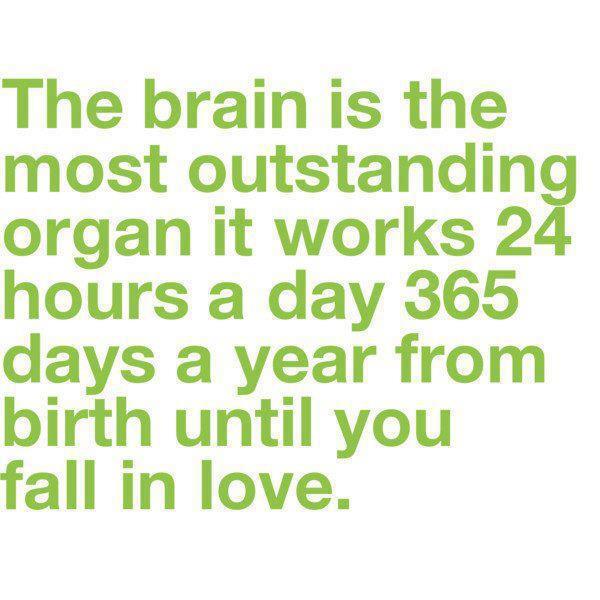 The brain is the
most outstanding
organ it works 24
hours a day 365
days a year from
birth until you
fall in love.